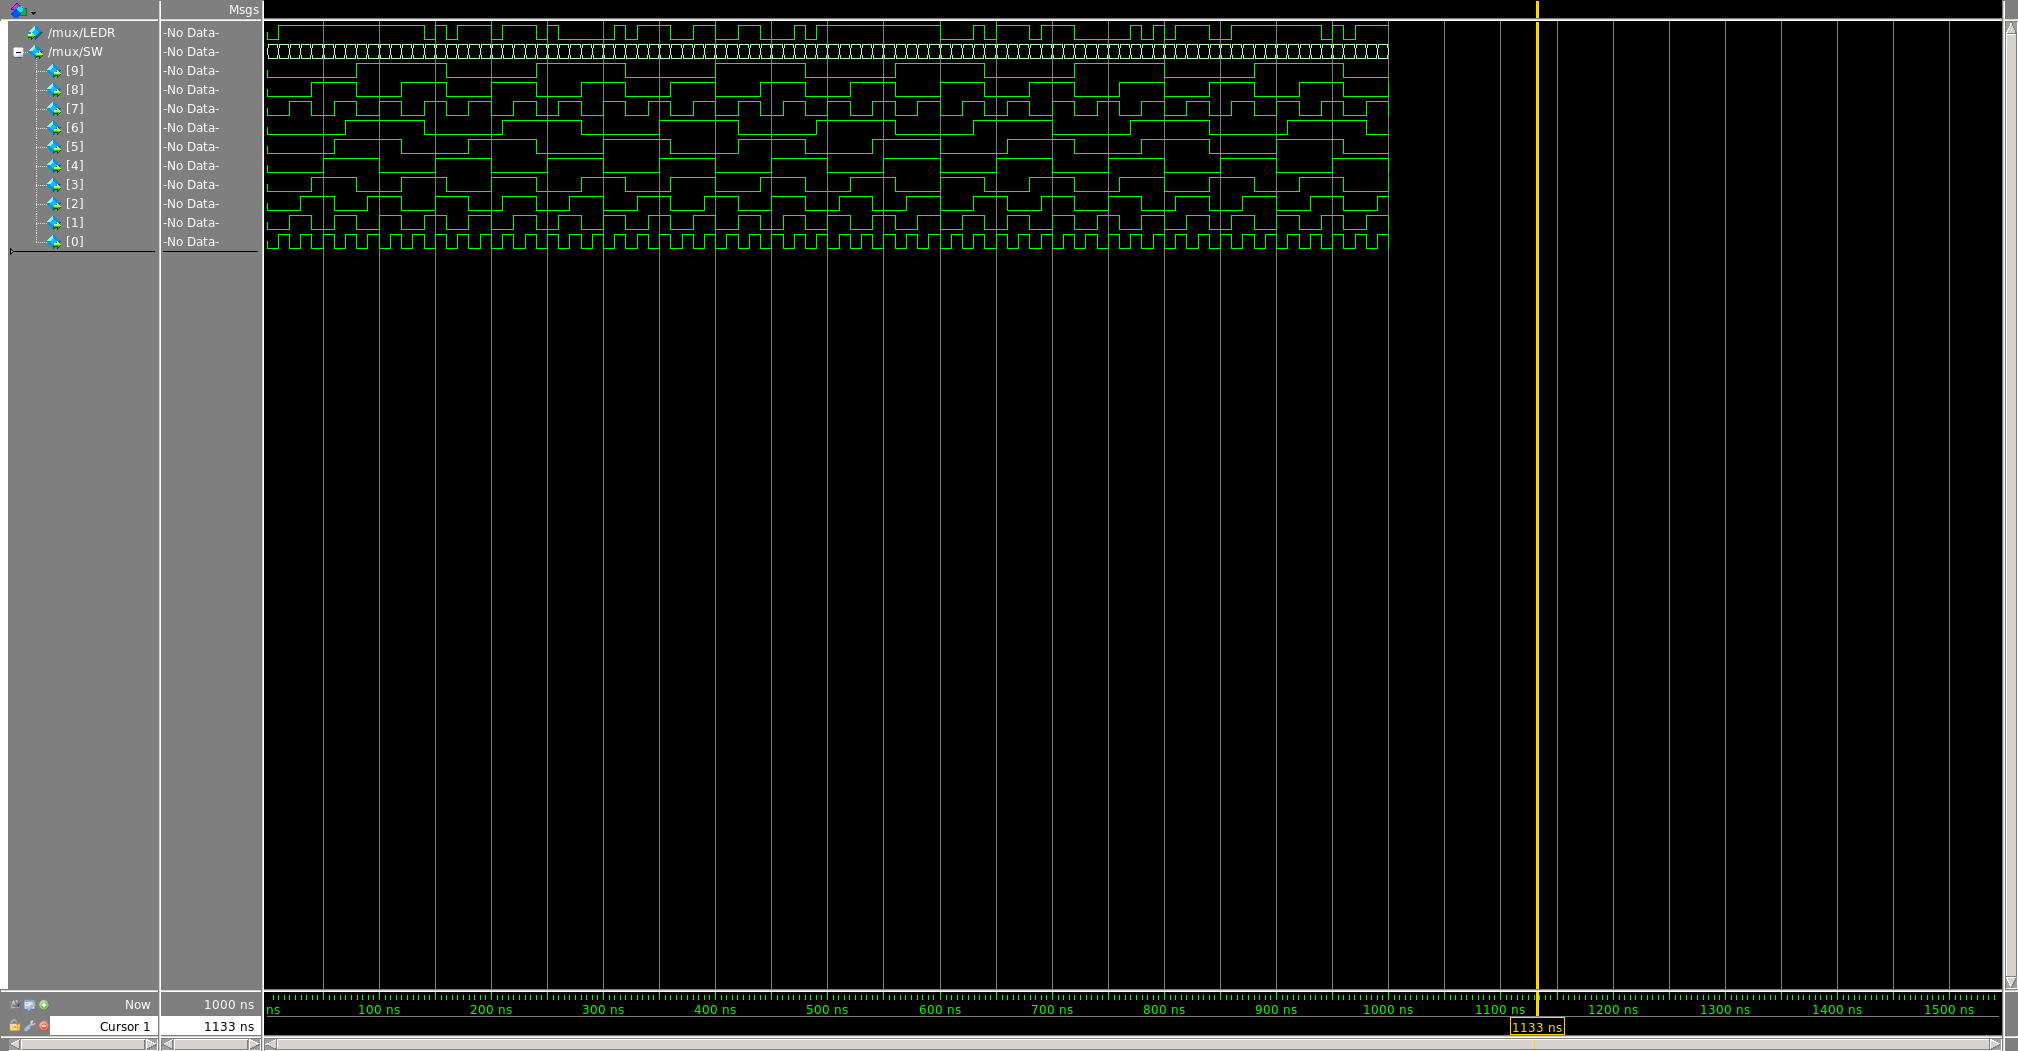 Msgs
/mux/LEDR -No Data-
/mux/SW -No Data-
[9] -No Data-
[8] -No Data-
[7] -No Data-
[6] -No Data-
[5] -No Data-
[4] -No Data-
[3] -No Data-
[2] -No Data-
[1] -No Data-
[0] -No Data-
Now 1000 ns
ns 100 ns 200 ns 300 ns 400 ns 500 ns 600 ns 700 ns 800 ns 900 ns 1000 ns 1100 ns 1200 ns 1300 ns 1400 ns 1500 ns
Cursor 1 1133 ns
1133 ns